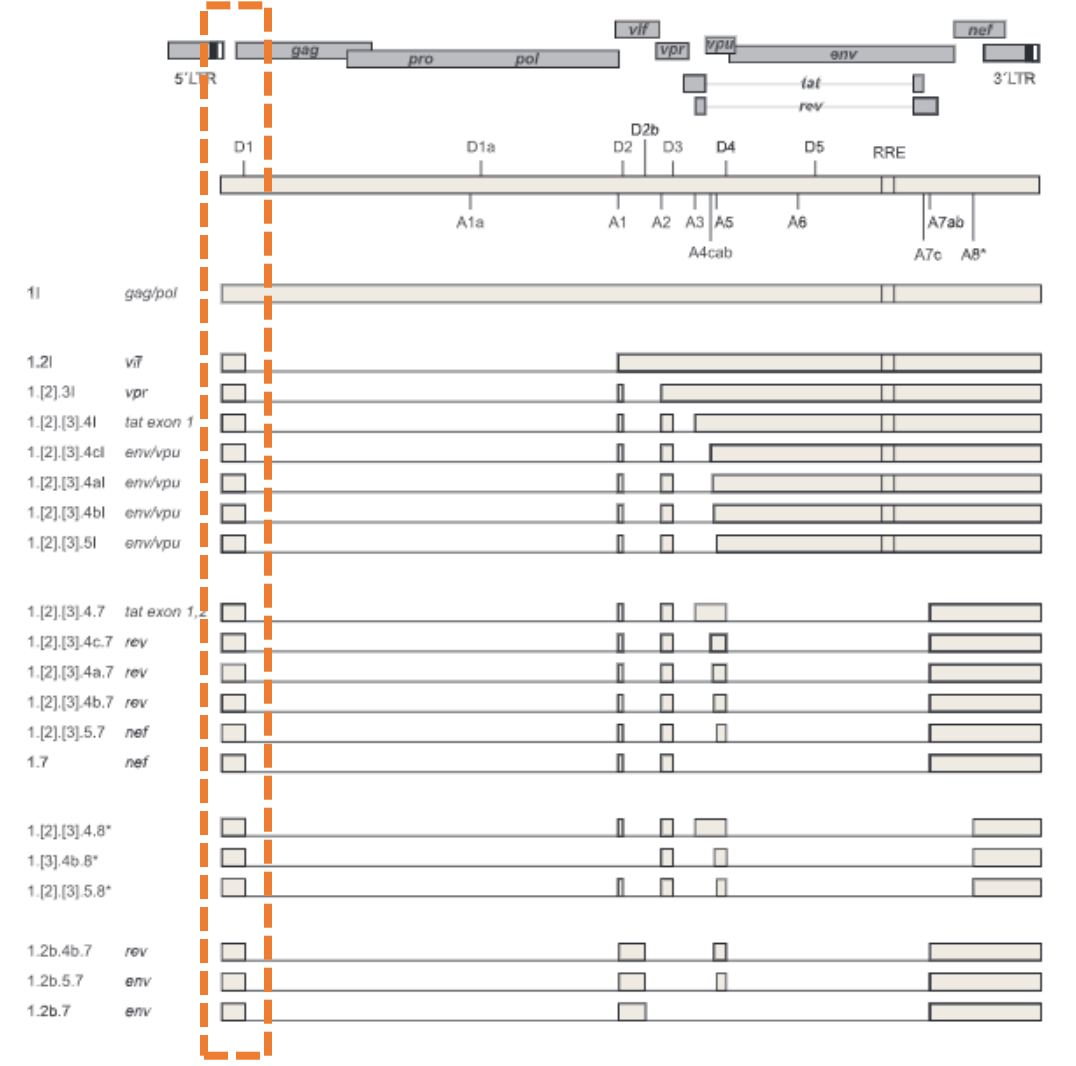 vif nef
gag vpr vpu
pro pol env
5´LTR tat 3´LTR
rev
D2b
D1 D1a D2 D3 D4 D5 RRE
A1a A1 A2 A3 A5 A6 A7ab
A4cab A7c A8*
1I gag/pol
1.2I vif
1.[2].3I vpr
1.[2].[3].4I tat exon 1
1.[2].[3].4cI env/vpu
1.[2].[3].4aI env/vpu
1.[2].[3].4bI env/vpu
1.[2].[3].5I env/vpu
1.[2].[3].4.7 tat exon 1,2
1.[2].[3].4c.7 rev
1.[2].[3].4a.7 rev
1.[2].[3].4b.7 rev
1.[2].[3].5.7 nef
1.7 nef
1.[2].[3].4.8*
1.[3].4b.8*
1.[2].[3].5.8*
1.2b.4b.7 rev
1.2b.5.7 env
1.2b.7 env